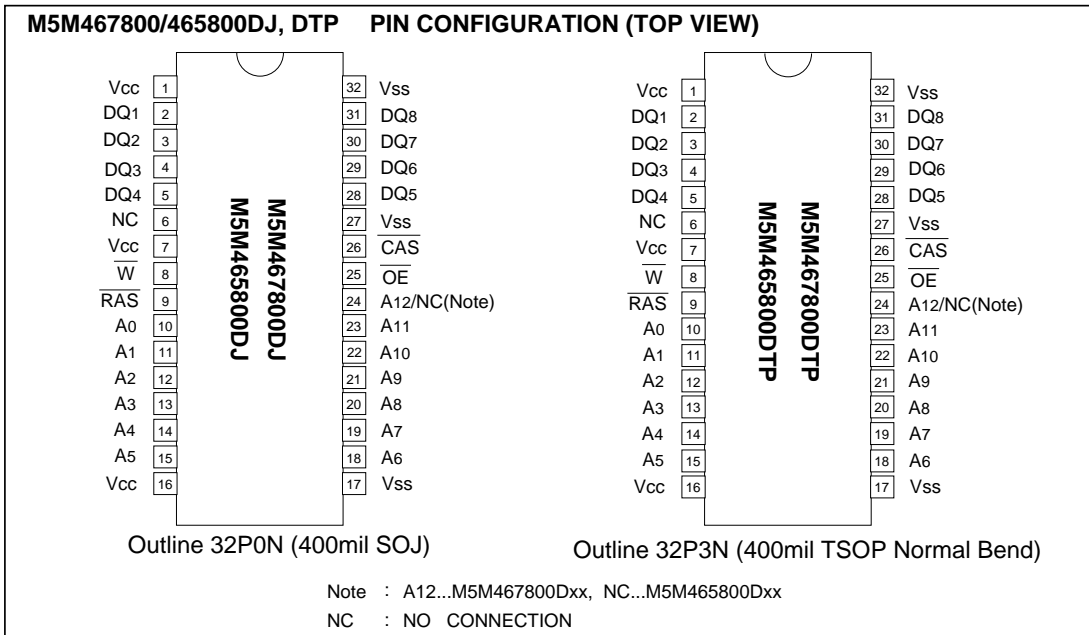 M5M467800/465800DJ, DTP PIN CONFIGURATION (TOP VIEW)
Vcc 1 32 Vss
DQ1 2 31 DQ8
DQ2 3 30 DQ7
DQ3 4 29 DQ6
DQ4 5 28 DQ5
NC 6 27 Vss
Vcc 7 26 CAS
W 8 25 OE
RAS 9 24 A12/NC(Note)
A0 10 23 A11
A1 11 22 A10
A2 12 21 A9
A3 13 20 A8
A4 14 19 A7
A5 15 18 A6
Vcc 16 17 Vss
M5M467800DJ
M5M465800DJ
Outline 32P0N (400mil SOJ)
Vcc 1 32 Vss
DQ1 2 31 DQ8
DQ2 3 30 DQ7
DQ3 4 29 DQ6
DQ4 5 28 DQ5
NC 6 27 Vss
Vcc 7 26 CAS
W 8 25 OE
RAS 9 24 A12/NC(Note)
A0 10 23 A11
A1 11 22 A10
A2 12 21 A9
A3 13 20 A8
A4 14 19 A7
A5 15 18 A6
Vcc 16 17 Vss
M5M467800DTP
M5M465800DTP
Outline 32P3N (400mil TSOP Normal Bend)
Note : A12...M5M467800Dxx, NC...M5M465800Dxx
NC : NO CONNECTION